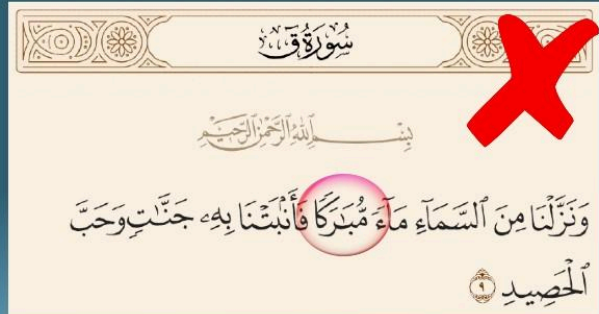 سُورَةُ قٓ
بِسْمِ ٱللَّهِ ٱلرَّحْمَٰنِ ٱلرَّحِيمِ
وَنَزَّلْنَا مِنَ ٱلسَّمَآءِ مَآءً مُّبَٰرَكًا فَأَنۢبَتْنَا بِهِۦ جَنَّٰتٍ وَحَبَّ
ٱلْحَصِيدِ ٩